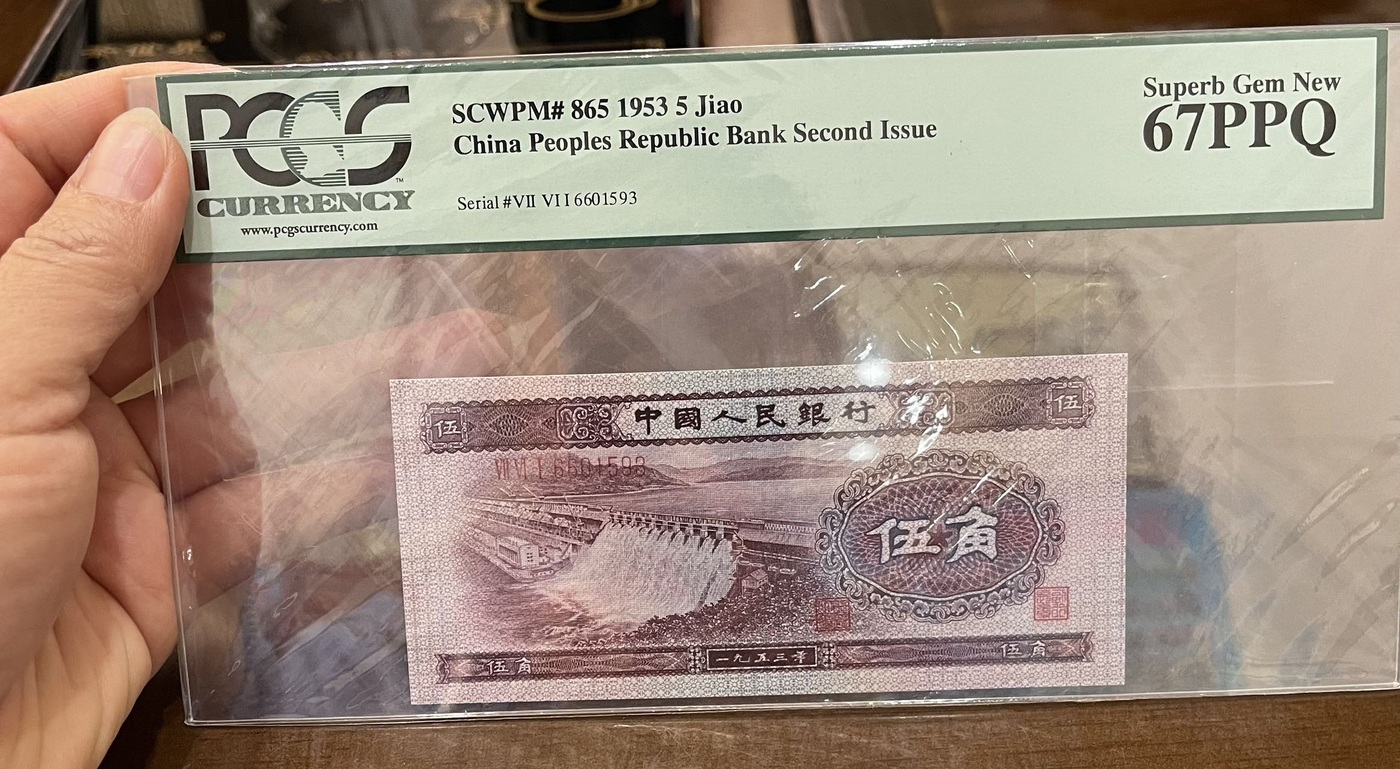 PCGS
CURRENCY
™
www.pcgscurrency.com
SCWPM# 865 1953 5 Jiao
China Peoples Republic Bank Second Issue
Serial #VII VI I 6601593
Superb Gem New
67PPQ
伍
中國人民銀行
伍
伍角
伍角
一九五三年
伍角